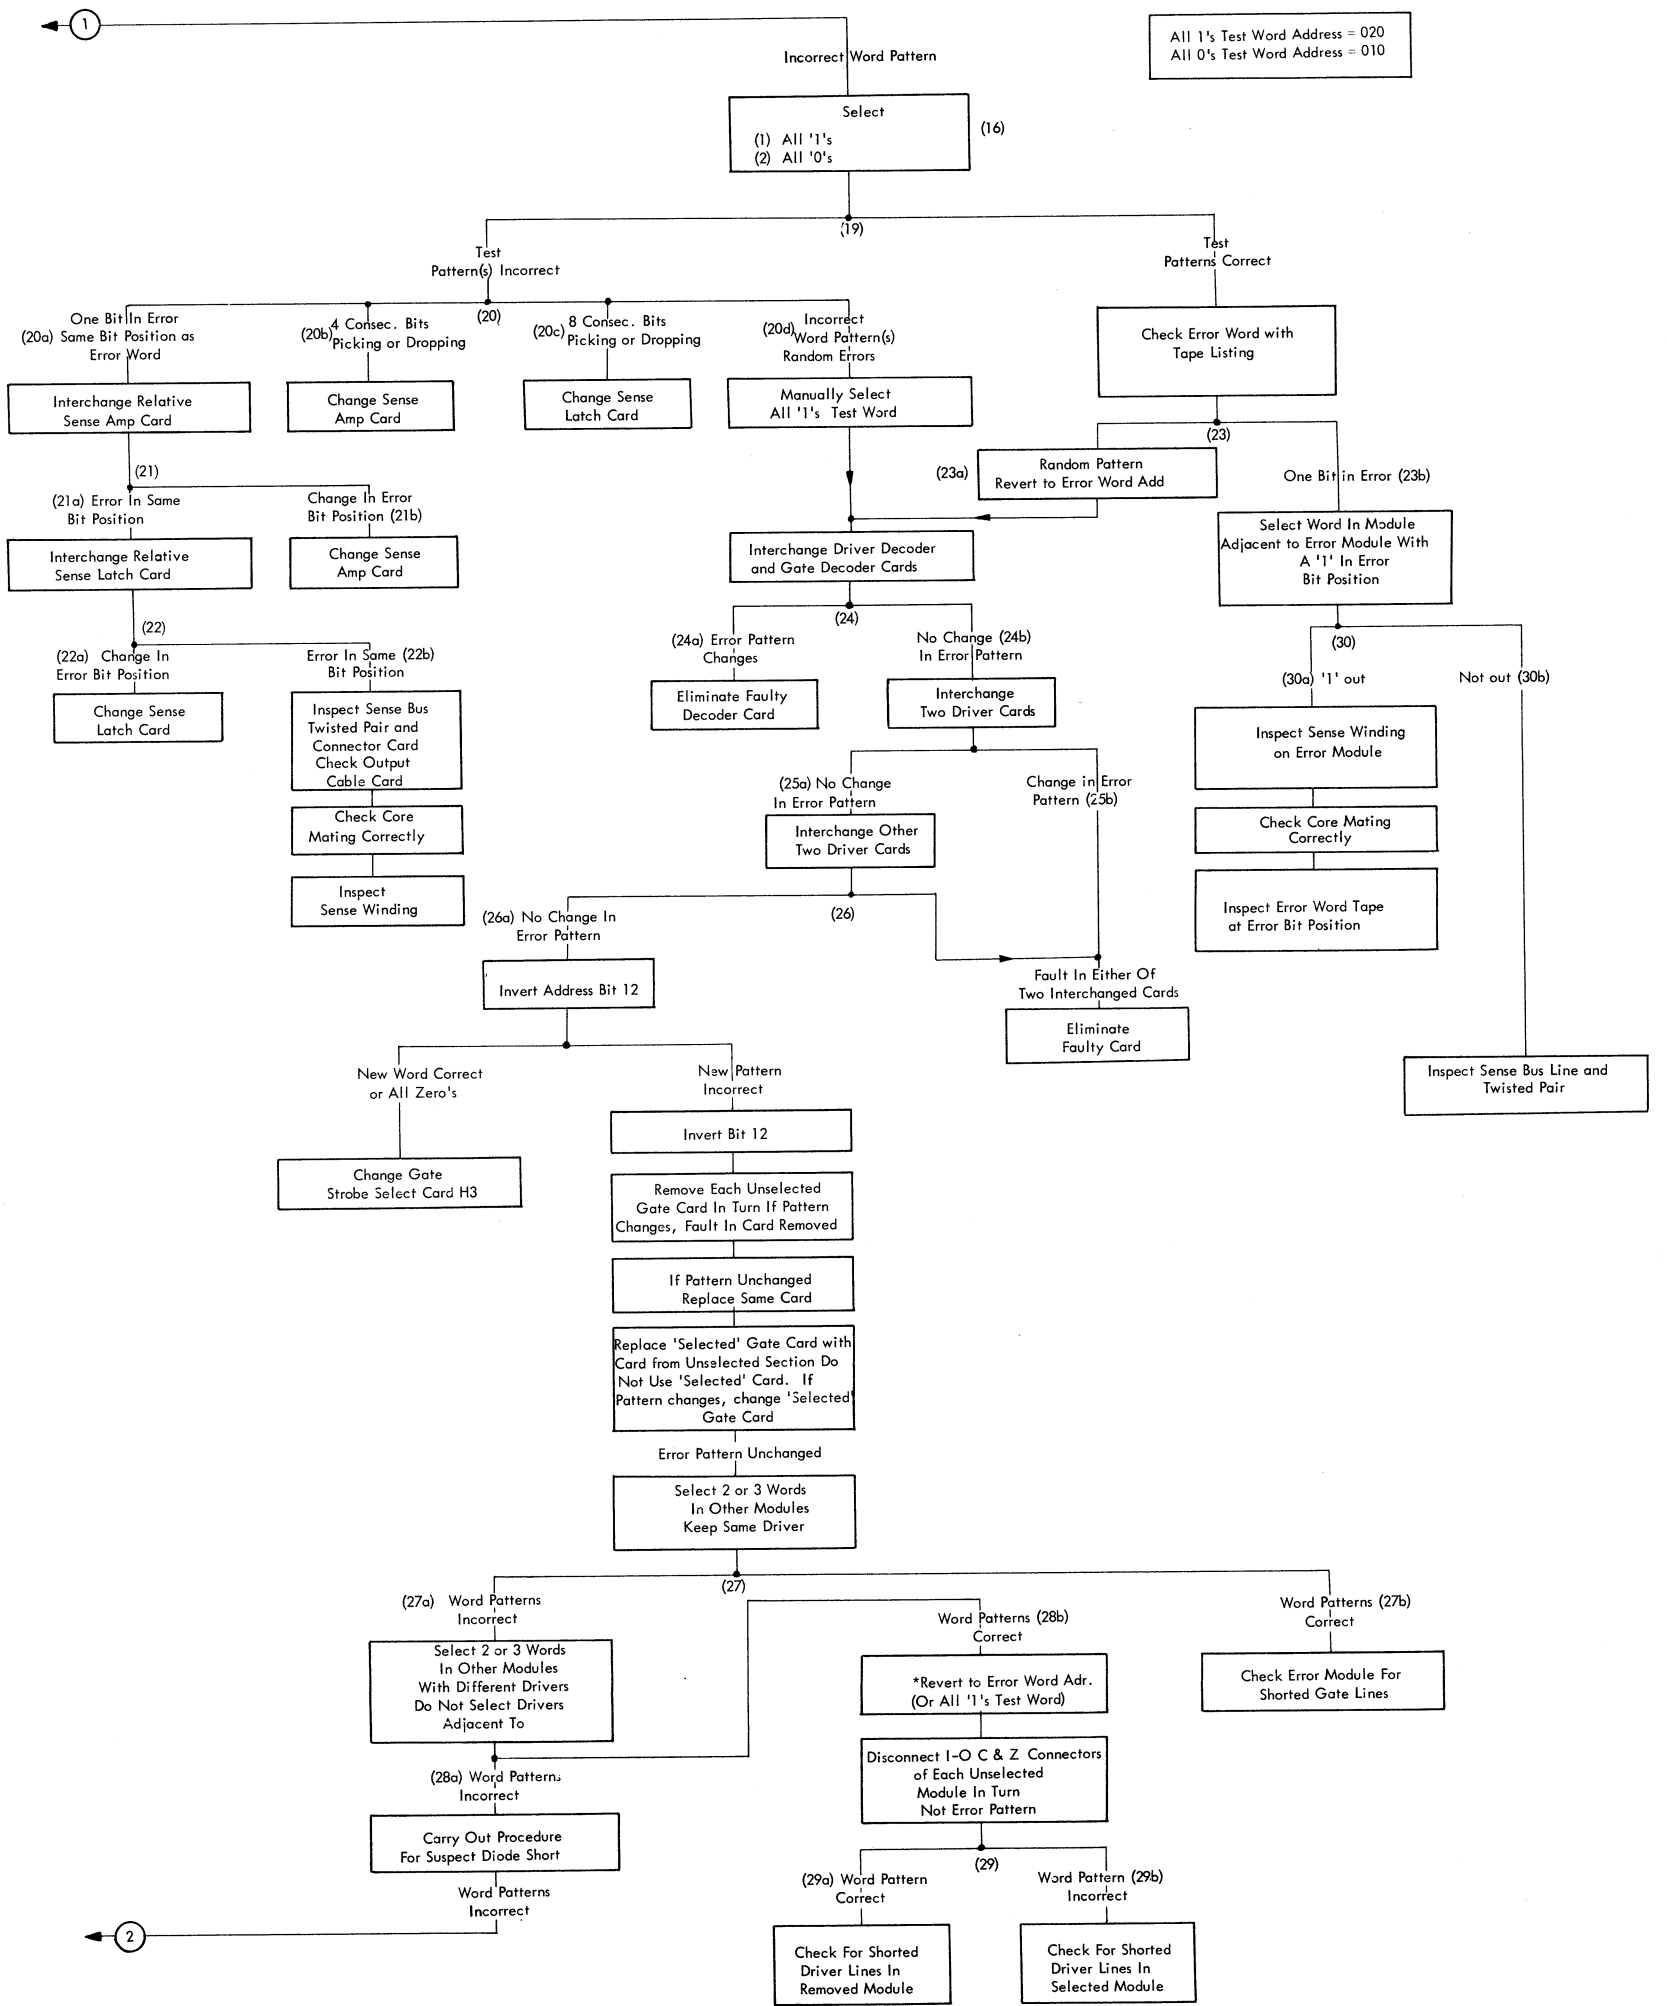 1
All 1's Test Word Address = 020
All 0's Test Word Address = 010
Incorrect Word Pattern
Select
(1) All '1's
(2) All '0's
(16)
(19)
Test
Pattern(s) Incorrect
Test
Patterns Correct
(20)
One Bit In Error
(20a) Same Bit Position as
Error Word
(20b) 4 Consec. Bits
Picking or Dropping
(20c) 8 Consec. Bits
Picking or Dropping
(20d) Incorrect
Word Pattern(s)
Random Errors
Check Error Word with
Tape Listing
Interchange Relative
Sense Amp Card
Change Sense
Amp Card
Change Sense
Latch Card
Manually Select
All '1's Test Word
(23)
(21)
(23a)
Random Pattern
Revert to Error Word Add
One Bit in Error (23b)
(21a) Error In Same
Bit Position
Change In Error
Bit Position (21b)
Interchange Relative
Sense Latch Card
Change Sense
Amp Card
Interchange Driver Decoder
and Gate Decoder Cards
Select Word In Module
Adjacent to Error Module With
A '1' In Error
Bit Position
(22)
(24)
(30)
(22a) Change In
Error Bit Position
Error In Same (22b)
Bit Position
(24a) Error Pattern
Changes
No Change (24b)
In Error Pattern
(30a) '1' out
Not out (30b)
Change Sense
Latch Card
Inspect Sense Bus
Twisted Pair and
Connector Card
Check Output
Cable Card
Eliminate Faulty
Decoder Card
Interchange
Two Driver Cards
Inspect Sense Winding
on Error Module
(25a) No Change
In Error Pattern
Change in Error
Pattern (25b)
Check Core
Mating Correctly
Interchange Other
Two Driver Cards
Check Core Mating
Correctly
Inspect
Sense Winding
(26)
Inspect Error Word Tape
at Error Bit Position
(26a) No Change In
Error Pattern
Invert Address Bit 12
Fault In Either Of
Two Interchanged Cards
Eliminate
Faulty Card
New Word Correct
or All Zero's
New Pattern
Incorrect
Inspect Sense Bus Line and
Twisted Pair
Invert Bit 12
Change Gate
Strobe Select Card H3
Remove Each Unselected
Gate Card In Turn If Pattern
Changes, Fault In Card Removed
If Pattern Unchanged
Replace Same Card
Replace 'Selected' Gate Card with
Card from Unselected Section Do
Not Use 'Selected' Card. If
Pattern changes, change 'Selected'
Gate Card
Error Pattern Unchanged
Select 2 or 3 Words
In Other Modules
Keep Same Driver
(27)
(27a) Word Patterns
Incorrect
Word Patterns (28b)
Correct
Word Patterns (27b)
Correct
Select 2 or 3 Words
In Other Modules
With Different Drivers
Do Not Select Drivers
Adjacent To
*Revert to Error Word Adr.
(Or All '1's Test Word)
Check Error Module For
Shorted Gate Lines
Disconnect I-O C & Z Connectors
of Each Unselected
Module In Turn
Not Error Pattern
(28a) Word Patterns
Incorrect
Carry Out Procedure
For Suspect Diode Short
(29)
Word Patterns
Incorrect
(29a) Word Pattern
Correct
Word Pattern (29b)
Incorrect
2
Check For Shorted
Driver Lines In
Removed Module
Check For Shorted
Driver Lines In
Selected Module